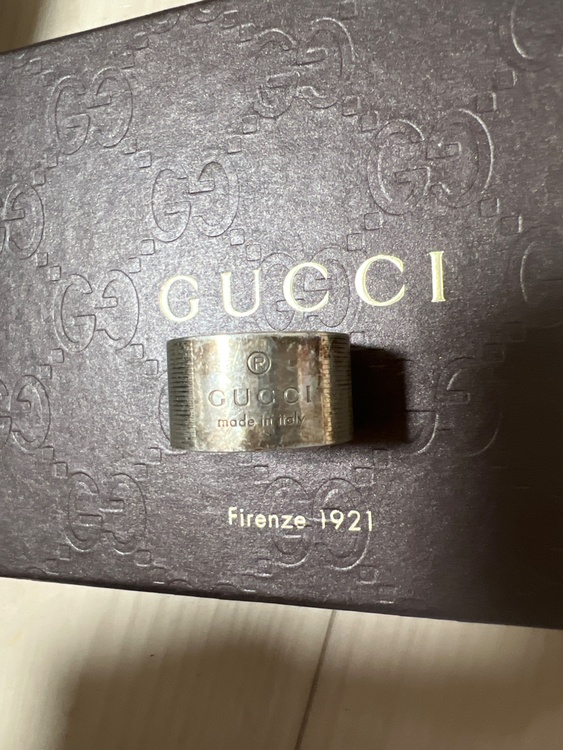 GUCCI
®
GUCCI
made in italy
Firenze 1921